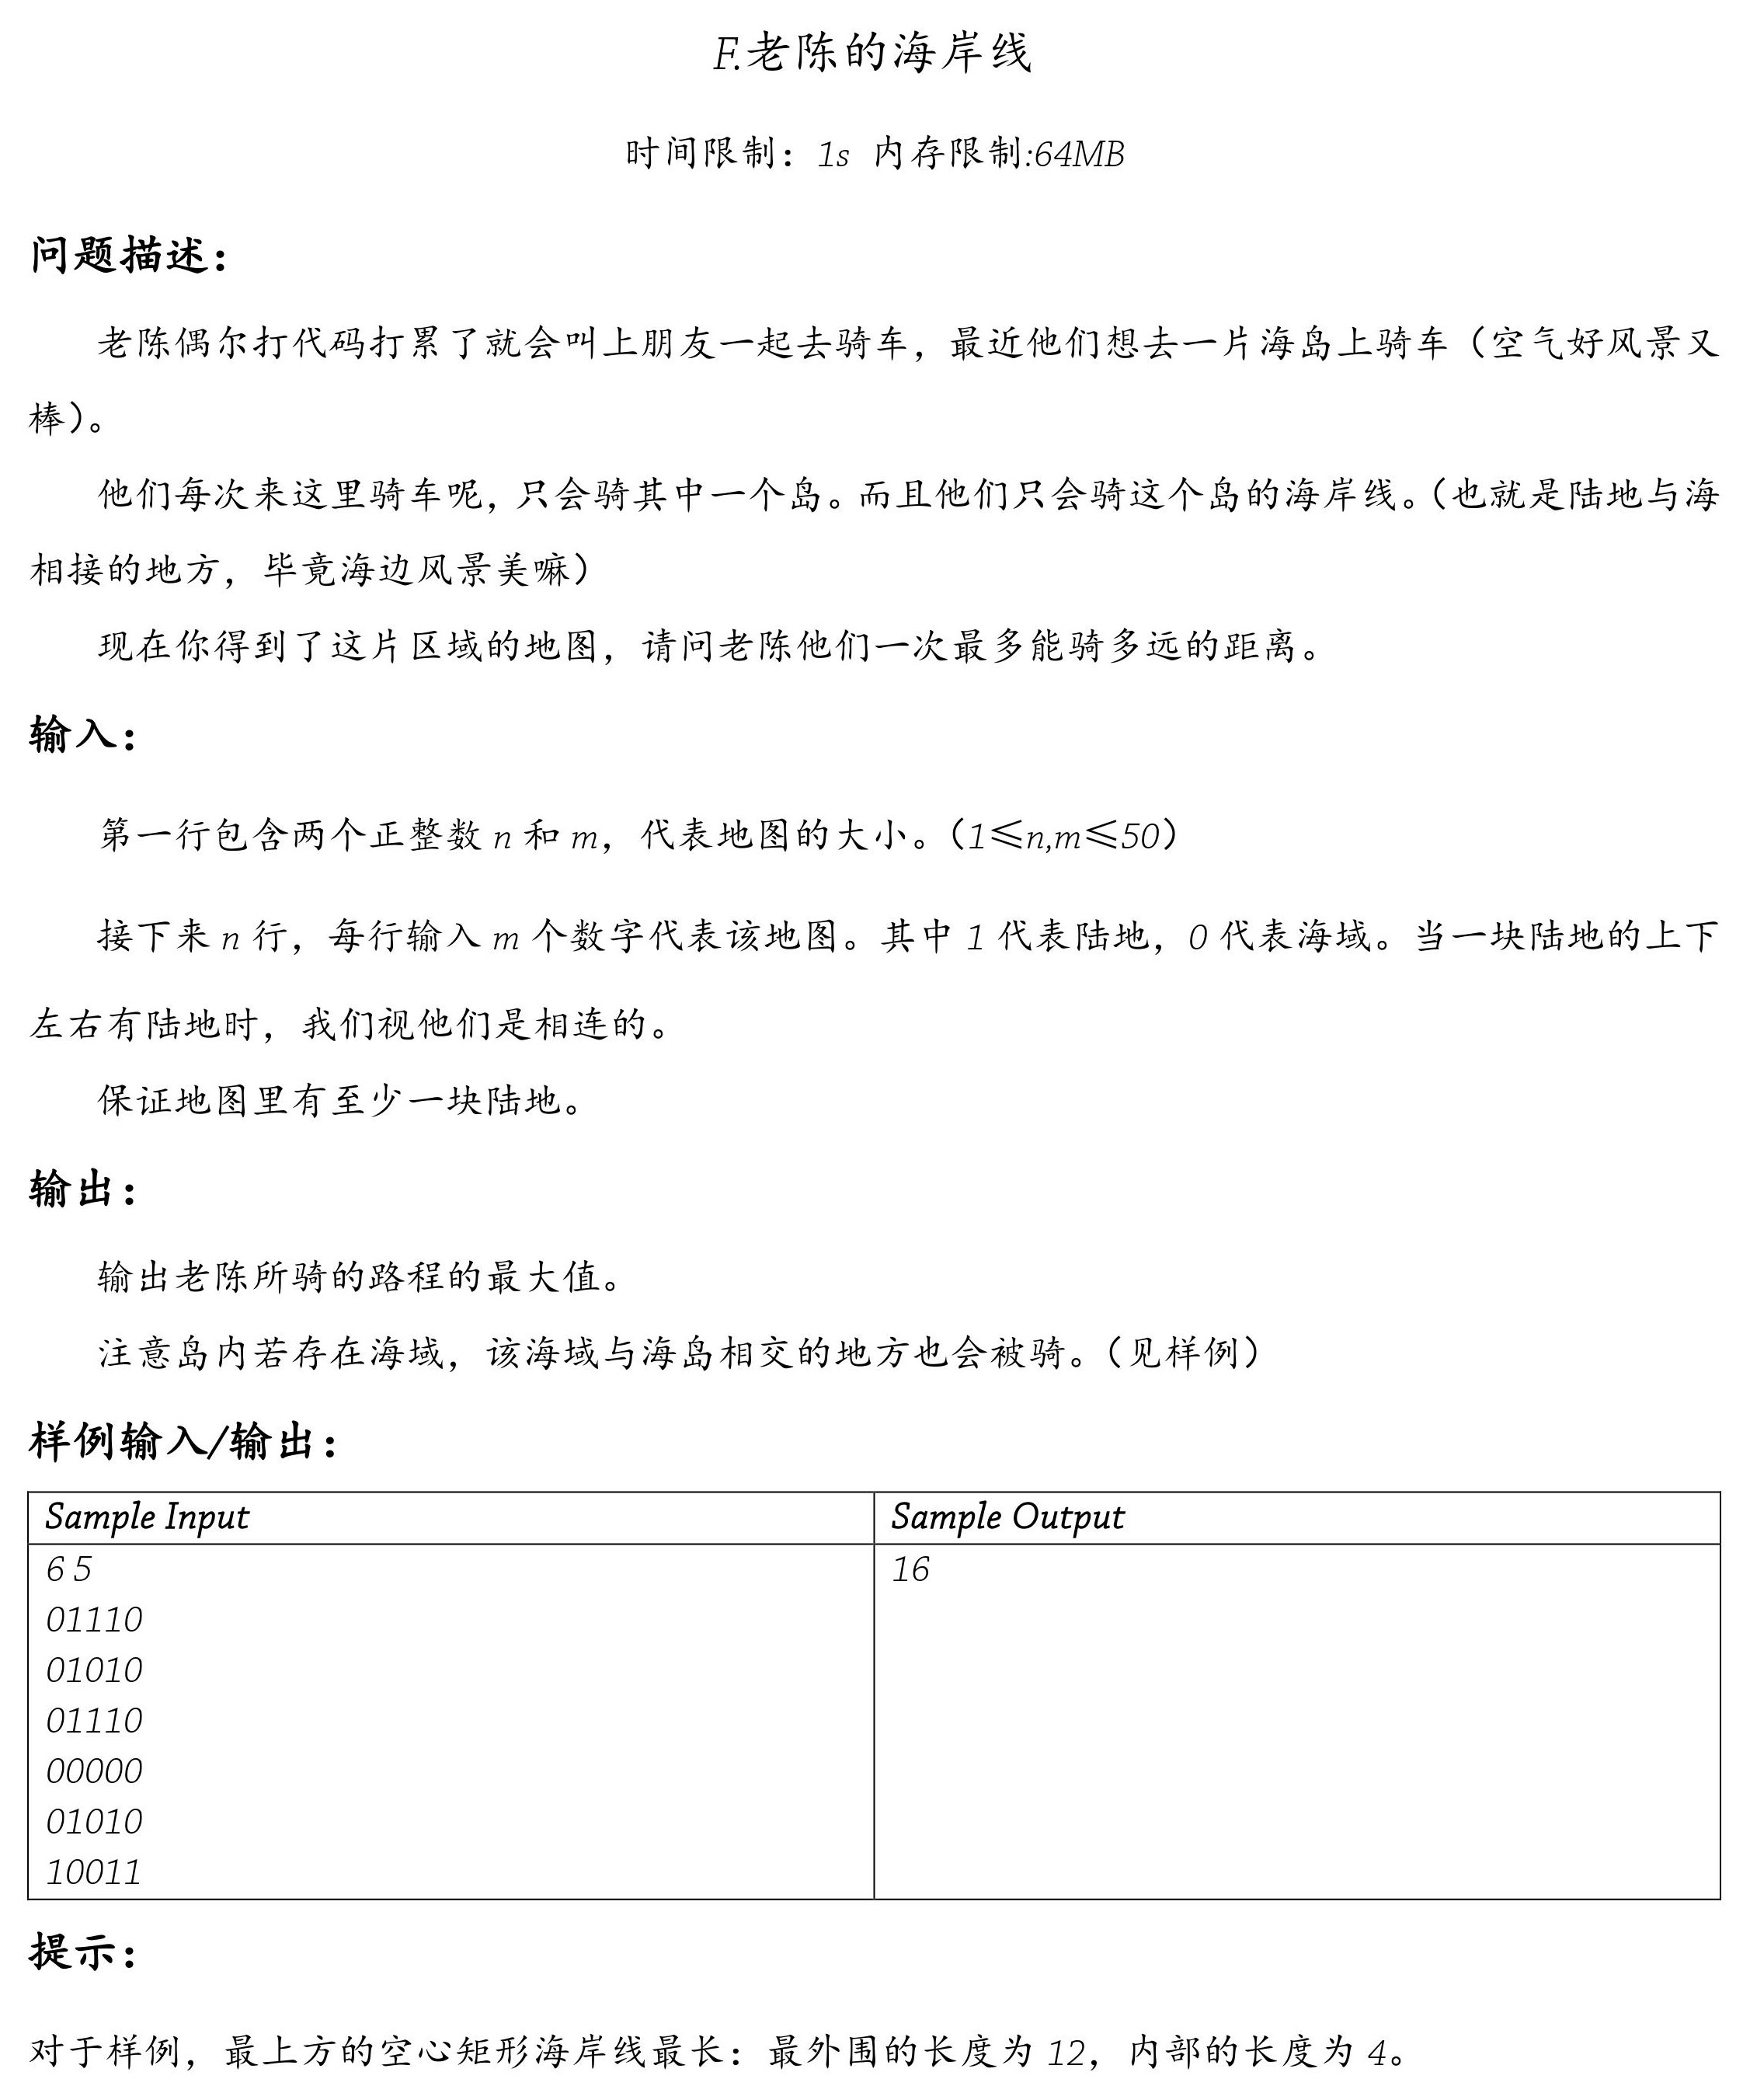 F.老陈的海岸线
时间限制：1s 内存限制:64MB
问题描述：
老陈偶尔打代码打累了就会叫上朋友一起去骑车，最近他们想去一片海岛上骑车（空气好风景又
棒）。
他们每次来这里骑车呢，只会骑其中一个岛。而且他们只会骑这个岛的海岸线。（也就是陆地与海
相接的地方，毕竟海边风景美嘛）
现在你得到了这片区域的地图，请问老陈他们一次最多能骑多远的距离。
输入：
第一行包含两个正整数 n 和 m，代表地图的大小。（1≤n,m≤50）
接下来 n 行，每行输入 m 个数字代表该地图。其中 1 代表陆地，0 代表海域。当一块陆地的上下
左右有陆地时，我们视他们是相连的。
保证地图里有至少一块陆地。
输出：
输出老陈所骑的路程的最大值。
注意岛内若存在海域，该海域与海岛相交的地方也会被骑。（见样例）
样例输入/输出：
Sample Input Sample Output
6 5 16
01110
01010
01110
00000
01010
10011
提示：
对于样例，最上方的空心矩形海岸线最长：最外围的长度为 12，内部的长度为 4。